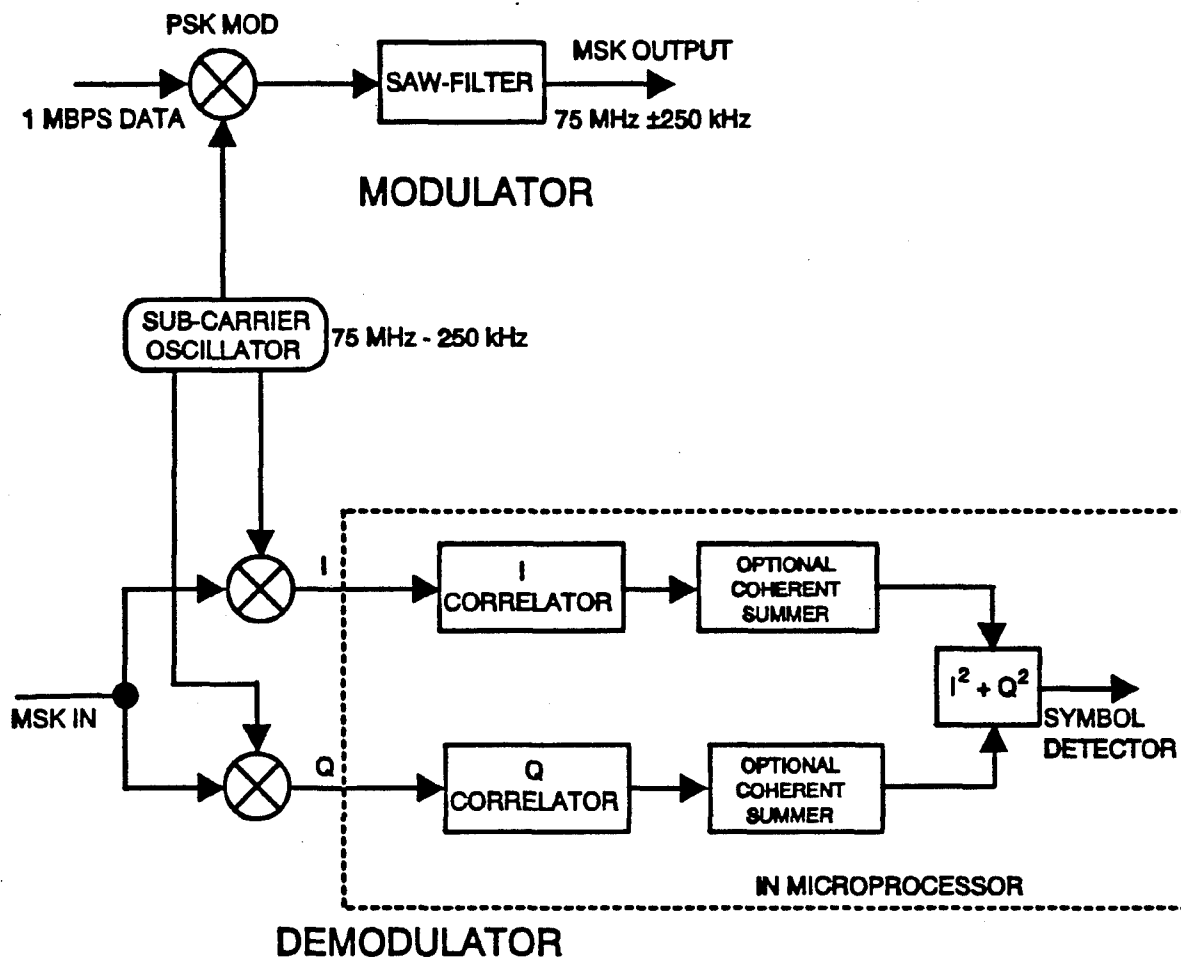 PSK MOD
MSK OUTPUT
SAW-FILTER
1 MBPS DATA
75 MHz ±250 kHz
MODULATOR
SUB-CARRIER
OSCILLATOR
75 MHz - 250 kHz
I
I
CORRELATOR
OPTIONAL
COHERENT
SUMMER
I² + Q²
MSK IN
SYMBOL
DETECTOR
Q
Q
CORRELATOR
OPTIONAL
COHERENT
SUMMER
IN MICROPROCESSOR
DEMODULATOR